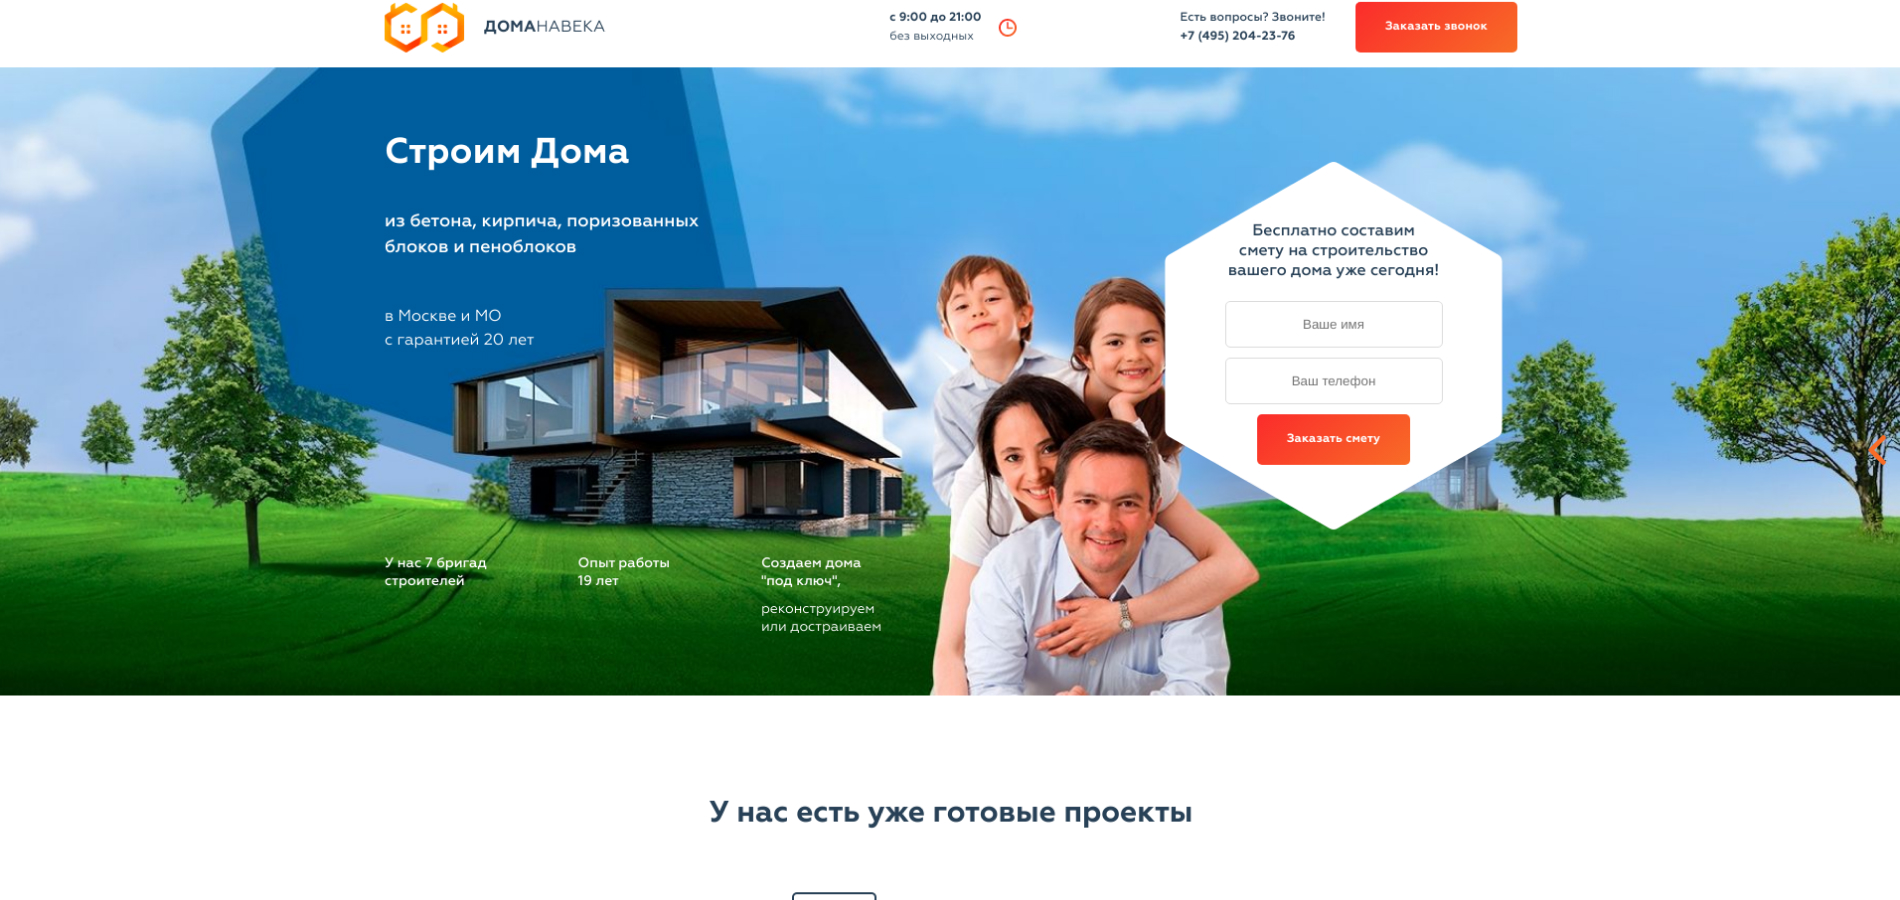 ДОМАНАВЕКА
с 9:00 до 21:00
без выходных
Есть вопросы? Звоните!
+7 (495) 204-23-76
Заказать звонок
Строим Дома
из бетона, кирпича, поризованных
блоков и пеноблоков
в Москве и МО
с гарантией 20 лет
Бесплатно составим
смету на строительство
вашего дома уже сегодня!
Ваше имя
Ваш телефон
Заказать смету
У нас 7 бригад
строителей
Опыт работы
19 лет
Создаем дома
"под ключ",
реконструируем
или достраиваем
У нас есть уже готовые проекты